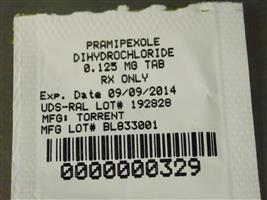 PRAMIPEXOLE
DIHYDROCHLORIDE
0.125 MG TAB
RX ONLY
Exp. Date 09/09/2014
UDS-RAL LOT# 192828
MFG: TORRENT
MFG LOT# BL833001
0000000329